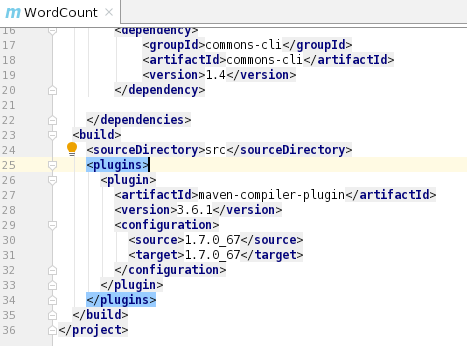 m WordCount ×
16 <dependency>
17 <groupId>commons-cli</groupId>
18 <artifactId>commons-cli</artifactId>
19 <version>1.4</version>
20 </dependency>
21
22 </dependencies>
23 <build>
24 <sourceDirectory>src</sourceDirectory>
25 <plugins>
26 <plugin>
27 <artifactId>maven-compiler-plugin</artifactId>
28 <version>3.6.1</version>
29 <configuration>
30 <source>1.7.0_67</source>
31 <target>1.7.0_67</target>
32 </configuration>
33 </plugin>
34 </plugins>
35 </build>
36 </project>